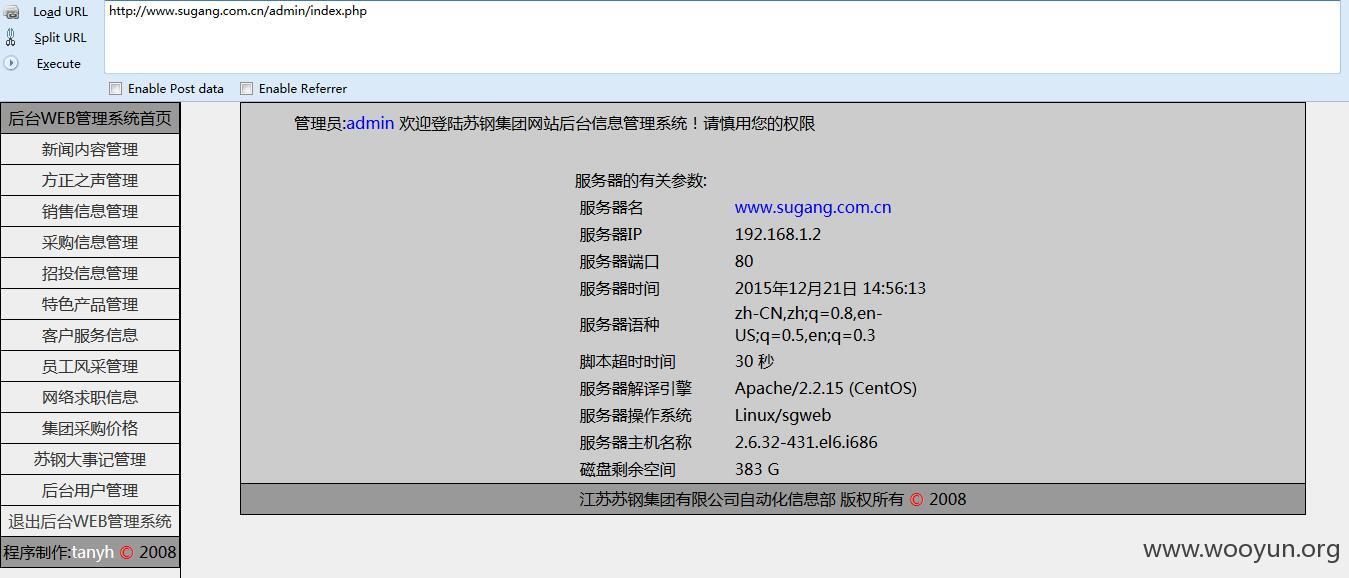 Load URL
http://www.sugang.com.cn/admin/index.php
Split URL
Execute
Enable Post data Enable Referrer
后台WEB管理系统首页
新闻内容管理
方正之声管理
销售信息管理
采购信息管理
招投信息管理
特色产品管理
客户服务信息
员工风采管理
网络求职信息
集团采购价格
苏钢大事记管理
后台用户管理
退出后台WEB管理系统
程序制作:tanyh © 2008
管理员:admin 欢迎登陆苏钢集团网站后台信息管理系统！请慎用您的权限
服务器的有关参数:
服务器名 www.sugang.com.cn
服务器IP 192.168.1.2
服务器端口 80
服务器时间 2015年12月21日 14:56:13
服务器语种 zh-CN,zh;q=0.8,en-
US;q=0.5,en;q=0.3
脚本超时时间 30 秒
服务器解译引擎 Apache/2.2.15 (CentOS)
服务器操作系统 Linux/sgweb
服务器主机名称 2.6.32-431.el6.i686
磁盘剩余空间 383 G
江苏苏钢集团有限公司自动化信息部 版权所有 © 2008
www.wooyun.org